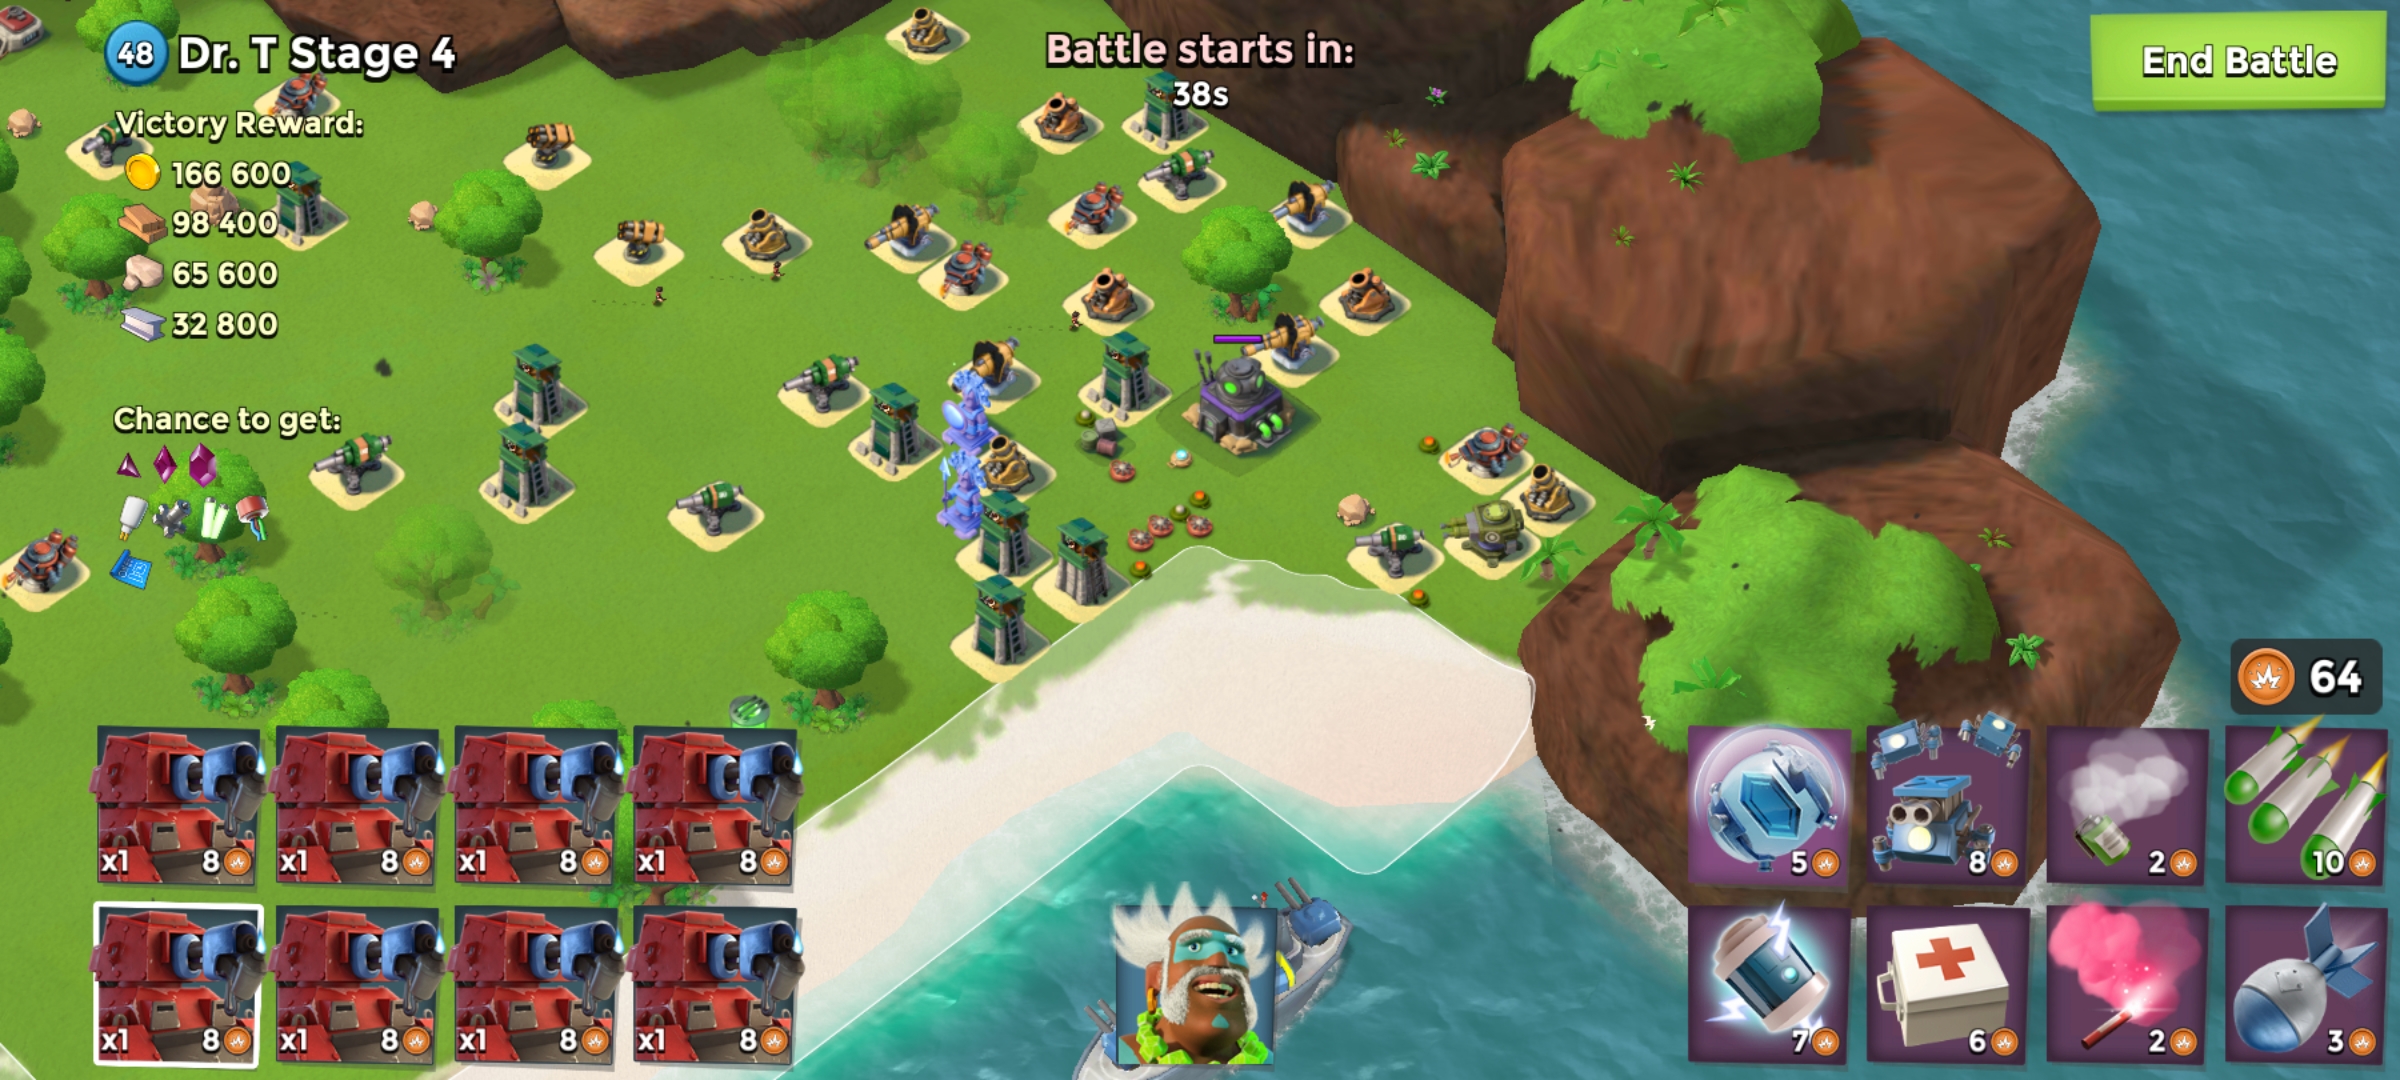 48 Dr. T Stage 4
Battle starts in:
38s
End Battle
Victory Reward:
166 600
98 400
65 600
32 800
Chance to get:
64
x1 8 x1 8 x1 8 x1 8
5 8 2 10
x1 8 x1 8 x1 8 x1 8
7 6 2 3